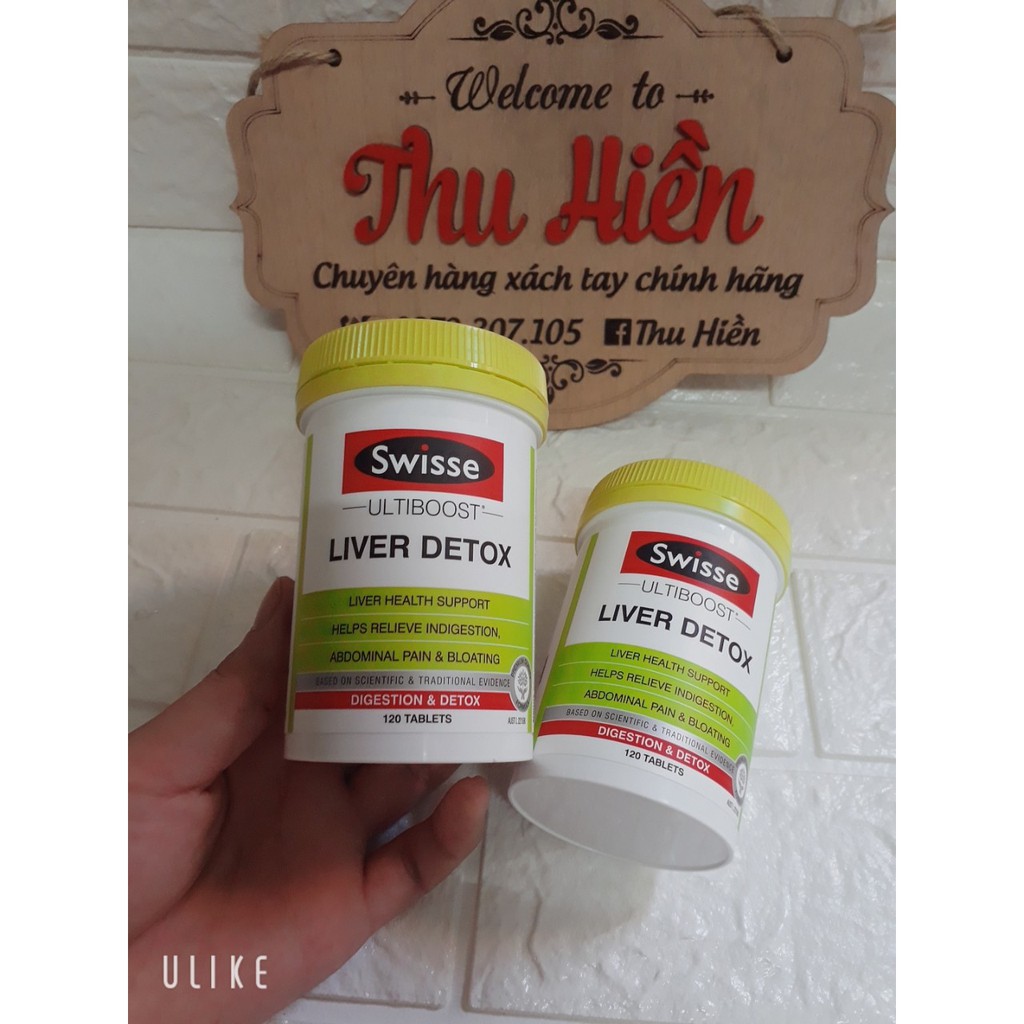 Welcome to
Thu Hiền
Chuyên hàng xách tay chính hãng
307.105 Thu Hiền
Swisse
ULTIBOOST
LIVER DETOX
LIVER HEALTH SUPPORT
HELPS RELIEVE INDIGESTION,
ABDOMINAL PAIN & BLOATING
BASED ON SCIENTIFIC & TRADITIONAL EVIDENCE
DIGESTION & DETOX
120 TABLETS
Swisse
ULTIBOOST
LIVER DETOX
LIVER HEALTH SUPPORT
HELPS RELIEVE INDIGESTION,
ABDOMINAL PAIN & BLOATING
BASED ON SCIENTIFIC & TRADITIONAL EVIDENCE
DIGESTION & DETOX
120 TABLETS
ULIKE